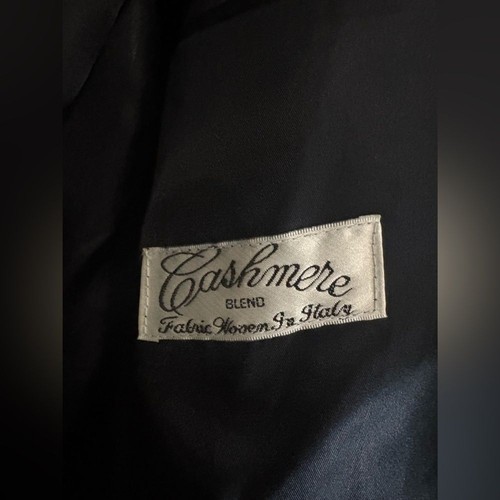 Cashmere
BLEND
Fabric Woven In Italy